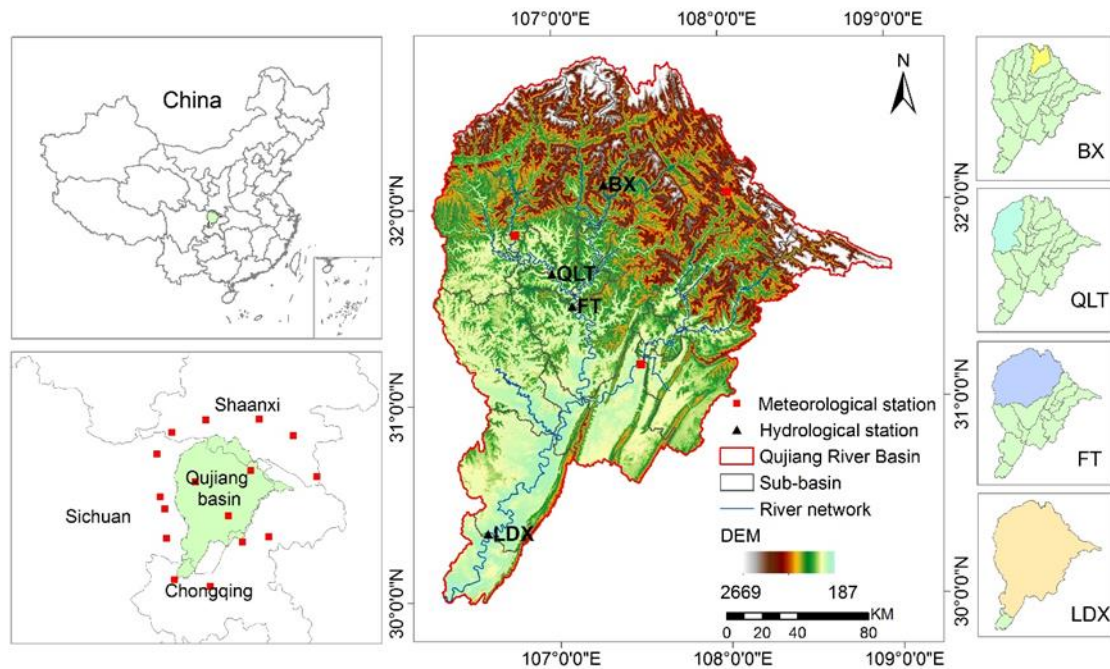 China
Shaanxi
Qujiang
basin
Sichuan
Chongqing
107°0'0"E
108°0'0"E
109°0'0"E
32°0'0"N
31°0'0"N
30°0'0"N
N
BX
QLT
FT
LDX
Meteorological station
Hydrological station
Qujiang River Basin
Sub-basin
River network
DEM
2669
187
KM
0 20 40 80
107°0'0"E
108°0'0"E
109°0'0"E
32°0'0"N
31°0'0"N
30°0'0"N
BX
QLT
FT
LDX